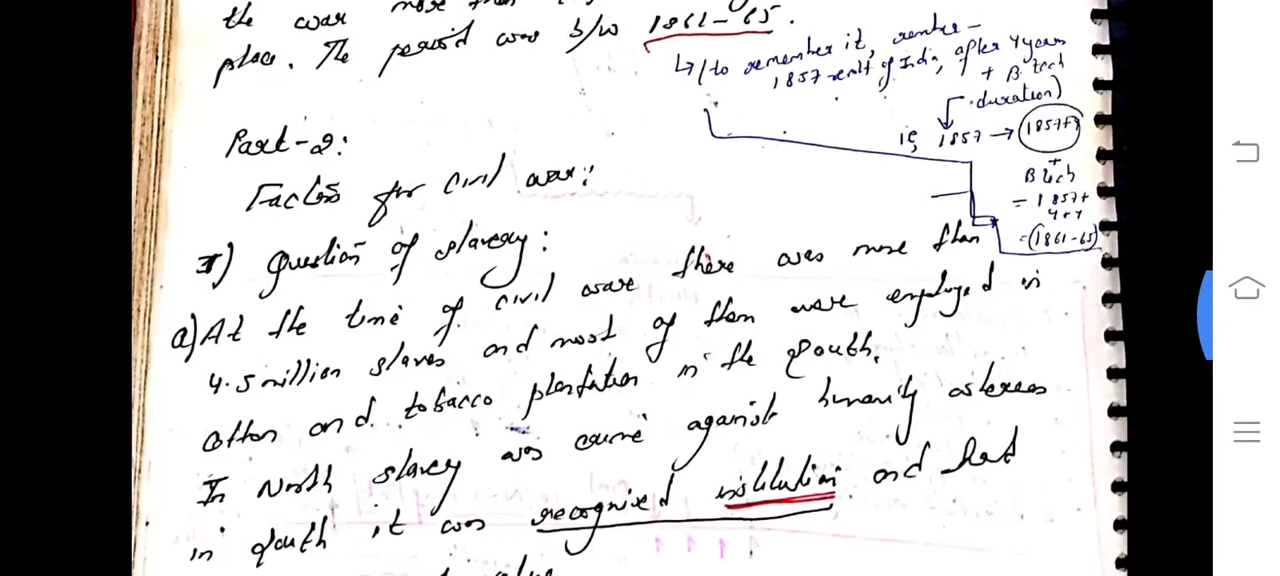 the war more than
place. The period was b/w 1861-65.
↳ (to remember it,
1857 revolt of India, after 4 years
+ B.tech
duration)
ie, 1857 → 1857+4
+
B tech
= 1857+
4+4
= (1861-65)
Part-2:
Factors for civil war:
I) Question of slavery:
a) At the time of civil ware there was more than
4.5 million slaves and most of them were employed in
cotton and tobacco plantation in the South.
In North slavery was crime against humanity whereas
in South it was recognised institution and had